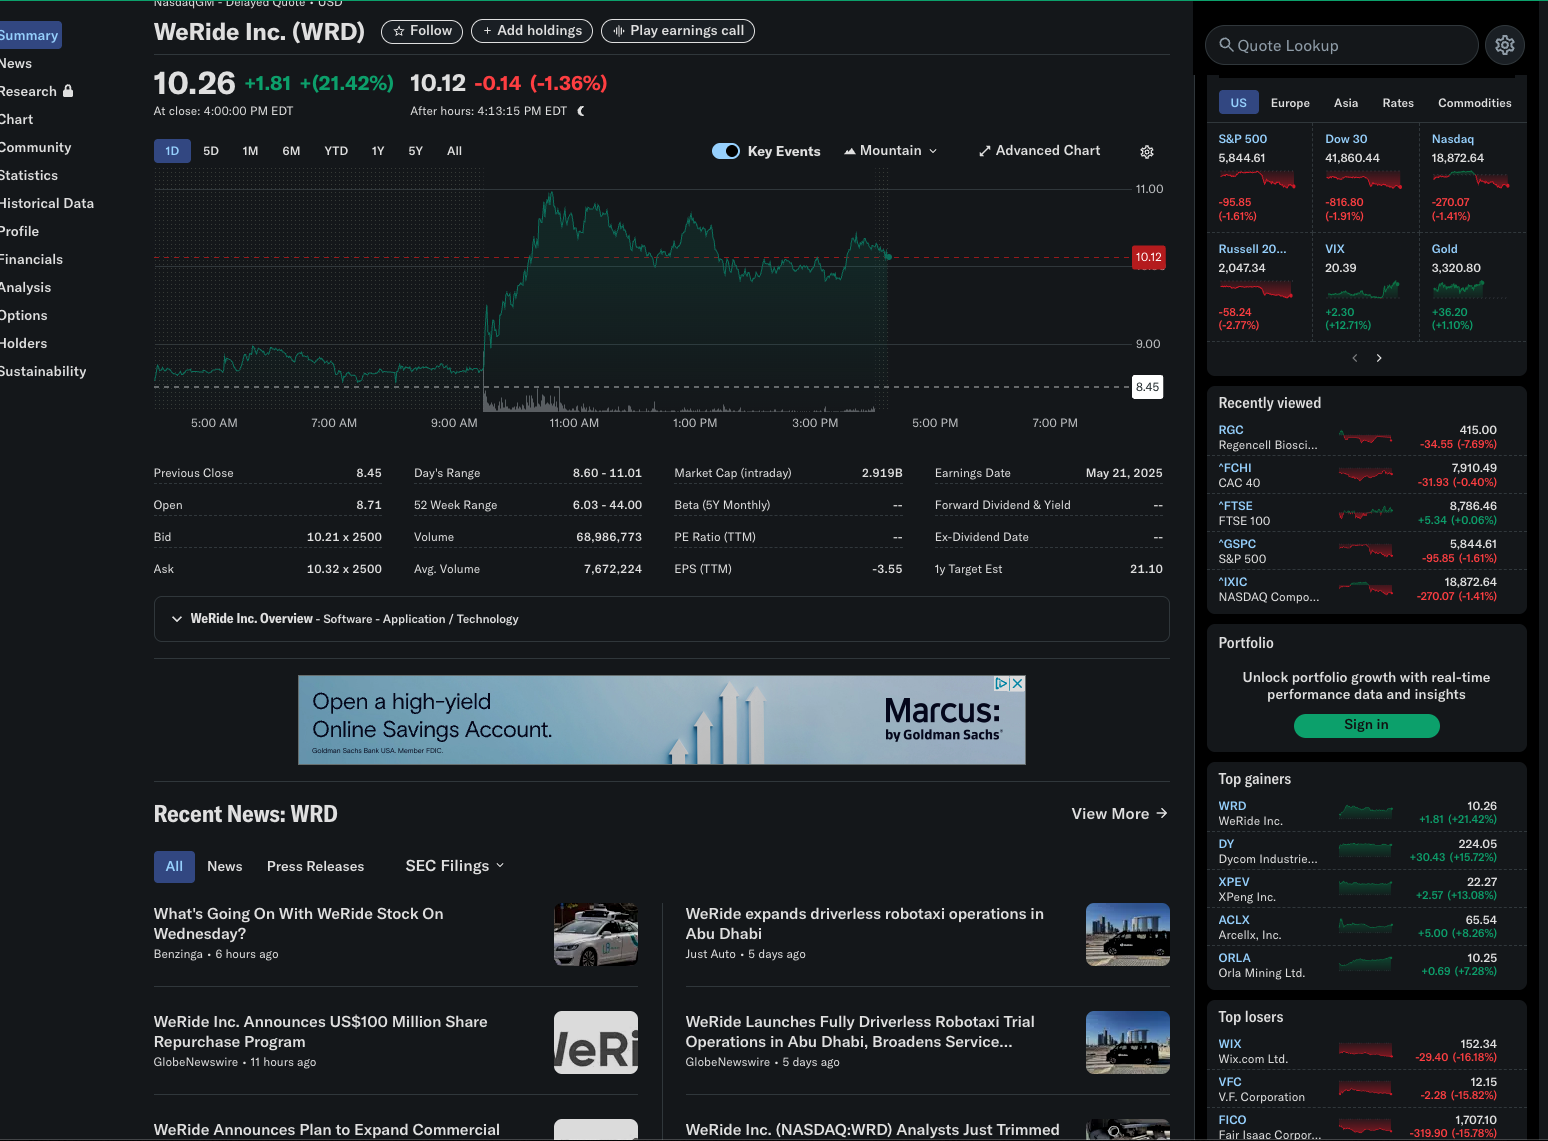 NasdaqGM - Delayed Quote • USD
WeRide Inc. (WRD)
Follow
+ Add holdings
Play earnings call
10.26 +1.81 +(21.42%)
At close: 4:00:00 PM EDT
10.12 -0.14 (-1.36%)
After hours: 4:13:15 PM EDT
Summary
News
Research
Chart
Community
Statistics
Historical Data
Profile
Financials
Analysis
Options
Holders
Sustainability
1D 5D 1M 6M YTD 1Y 5Y All
Key Events
Mountain
Advanced Chart
11.00
10.12
9.00
8.45
5:00 AM 7:00 AM 9:00 AM 11:00 AM 1:00 PM 3:00 PM 5:00 PM 7:00 PM
Previous Close 8.45
Open 8.71
Bid 10.21 x 2500
Ask 10.32 x 2500
Day's Range 8.60 - 11.01
52 Week Range 6.03 - 44.00
Volume 68,986,773
Avg. Volume 7,672,224
Market Cap (intraday) 2.919B
Beta (5Y Monthly) --
PE Ratio (TTM) --
EPS (TTM) -3.55
Earnings Date May 21, 2025
Forward Dividend & Yield --
Ex-Dividend Date --
1y Target Est 21.10
WeRide Inc. Overview - Software - Application / Technology
Open a high-yield
Online Savings Account.
Goldman Sachs Bank USA. Member FDIC.
Marcus:
by Goldman Sachs®
Recent News: WRD
View More
All
News
Press Releases
SEC Filings
What's Going On With WeRide Stock On
Wednesday?
Benzinga • 6 hours ago
WeRide Inc. Announces US$100 Million Share
Repurchase Program
GlobeNewswire • 11 hours ago
WeRi
WeRide Announces Plan to Expand Commercial
WeRide expands driverless robotaxi operations in
Abu Dhabi
Just Auto • 5 days ago
WeRide Launches Fully Driverless Robotaxi Trial
Operations in Abu Dhabi, Broadens Service...
GlobeNewswire • 5 days ago
WeRide Inc. (NASDAQ:WRD) Analysts Just Trimmed
Quote Lookup
US Europe Asia Rates Commodities
S&P 500
5,844.61
-95.85
(-1.61%)
Dow 30
41,860.44
-816.80
(-1.91%)
Nasdaq
18,872.64
-270.07
(-1.41%)
Russell 20...
2,047.34
-58.24
(-2.77%)
VIX
20.39
+2.30
(+12.71%)
Gold
3,320.80
+36.20
(+1.10%)
Recently viewed
RGC 415.00
Regencell Biosci... -34.55 (-7.69%)
^FCHI 7,910.49
CAC 40 -31.93 (-0.40%)
^FTSE 8,786.46
FTSE 100 +5.34 (+0.06%)
^GSPC 5,844.61
S&P 500 -95.85 (-1.61%)
^IXIC 18,872.64
NASDAQ Compo... -270.07 (-1.41%)
Portfolio
Unlock portfolio growth with real-time
performance data and insights
Sign in
Top gainers
WRD 10.26
WeRide Inc. +1.81 (+21.42%)
DY 224.05
Dycom Industrie... +30.43 (+15.72%)
XPEV 22.27
XPeng Inc. +2.57 (+13.08%)
ACLX 65.54
Arcellx, Inc. +5.00 (+8.26%)
ORLA 10.25
Orla Mining Ltd. +0.69 (+7.28%)
Top losers
WIX 152.34
Wix.com Ltd. -29.40 (-16.18%)
VFC 12.15
V.F. Corporation -2.28 (-15.82%)
FICO 1,707.10
Fair Isaac Corpor... -319.90 (-15.78%)